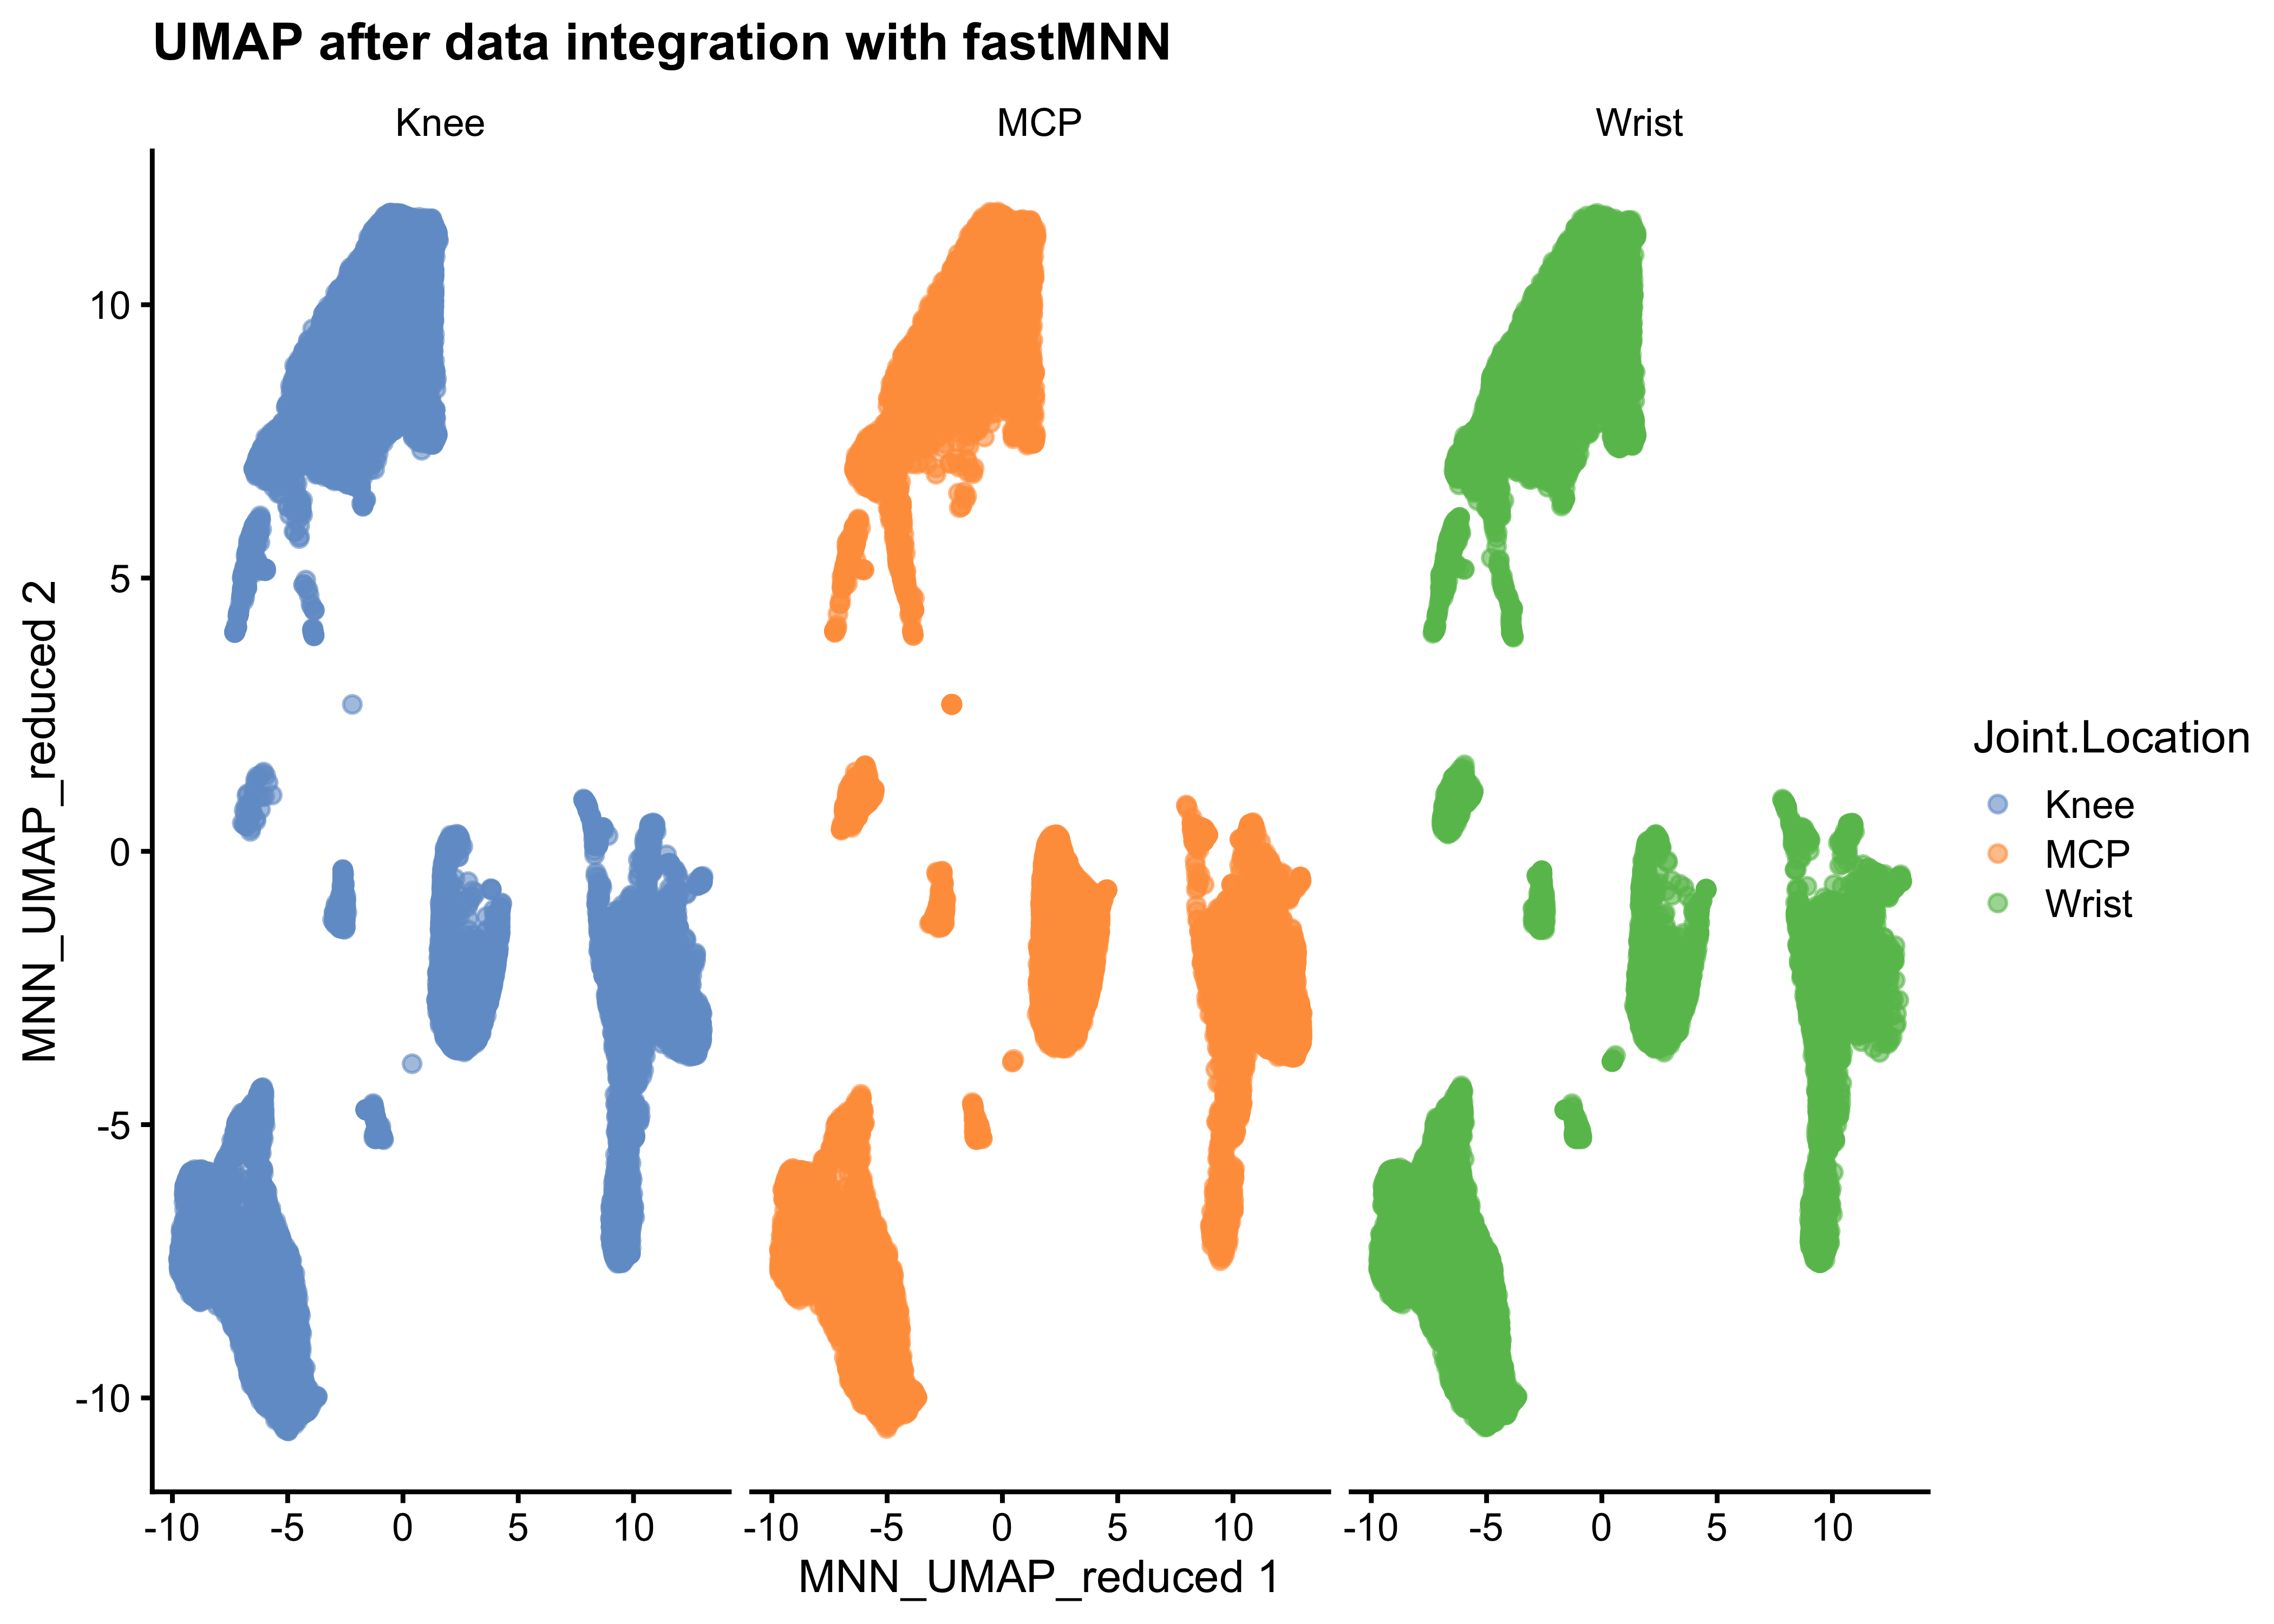 UMAP after data integration with fastMNN
Knee
MCP
Wrist
MNN_UMAP_reduced 2
10
5
0
-5
-10
-10 -5 0 5 10
-10 -5 0 5 10
-10 -5 0 5 10
MNN_UMAP_reduced 1
Joint.Location
Knee
MCP
Wrist